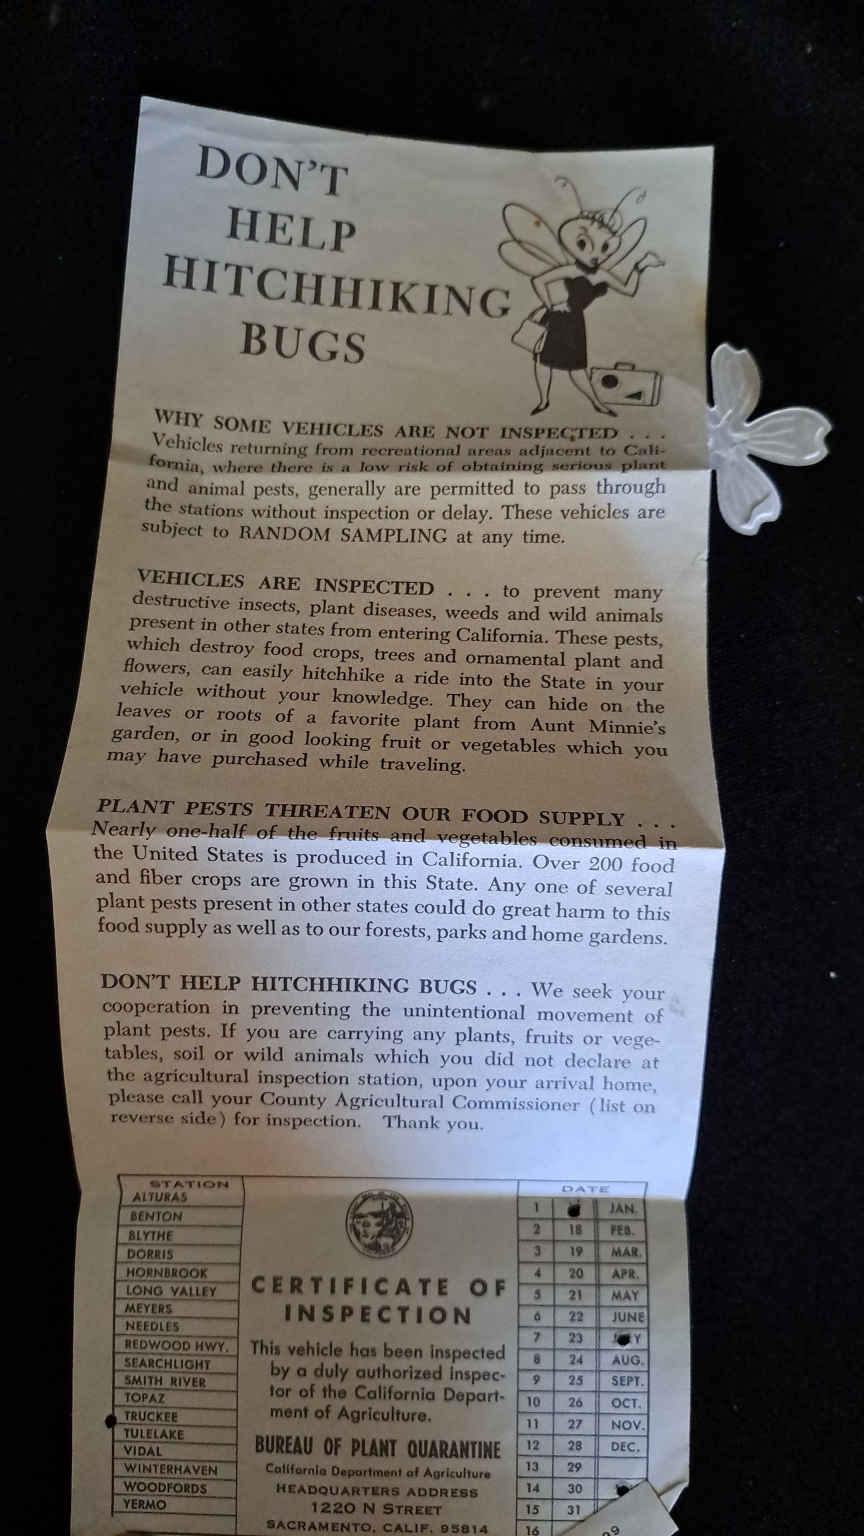 DON'T
HELP
HITCHHIKING
BUGS
WHY SOME VEHICLES ARE NOT INSPECTED . . .
Vehicles returning from recreational areas adjacent to Cali-
fornia, where there is a low risk of obtaining serious plant
and animal pests, generally are permitted to pass through
the stations without inspection or delay. These vehicles are
subject to RANDOM SAMPLING at any time.
VEHICLES ARE INSPECTED . . . to prevent many
destructive insects, plant diseases, weeds and wild animals
present in other states from entering California. These pests,
which destroy food crops, trees and ornamental plant and
flowers, can easily hitchhike a ride into the State in your
vehicle without your knowledge. They can hide on the
leaves or roots of a favorite plant from Aunt Minnie's
garden, or in good looking fruit or vegetables which you
may have purchased while traveling.
PLANT PESTS THREATEN OUR FOOD SUPPLY . . .
Nearly one-half of the fruits and vegetables consumed in
the United States is produced in California. Over 200 food
and fiber crops are grown in this State. Any one of several
plant pests present in other states could do great harm to this
food supply as well as to our forests, parks and home gardens.
DON'T HELP HITCHHIKING BUGS . . . We seek your
cooperation in preventing the unintentional movement of
plant pests. If you are carrying any plants, fruits or vege-
tables, soil or wild animals which you did not declare at
the agricultural inspection station, upon your arrival home,
please call your County Agricultural Commissioner (list on
reverse side) for inspection. Thank you.
STATION
ALTURAS
BENTON
BLYTHE
DORRIS
HORNBROOK
LONG VALLEY
MEYERS
NEEDLES
REDWOOD HWY.
SEARCHLIGHT
SMITH RIVER
TOPAZ
TRUCKEE
TULELAKE
VIDAL
WINTERHAVEN
WOODFORDS
YERMO
CERTIFICATE OF
INSPECTION
This vehicle has been inspected
by a duly authorized inspec-
tor of the California Depart-
ment of Agriculture.
BUREAU OF PLANT QUARANTINE
California Department of Agriculture
HEADQUARTERS ADDRESS
1220 N STREET
SACRAMENTO, CALIF. 95814
DATE
1 JAN.
2 18 FEB.
3 19 MAR.
4 20 APR.
5 21 MAY
6 22 JUNE
7 23
8 24 AUG.
9 25 SEPT.
10 26 OCT.
11 27 NOV.
12 28 DEC.
13 29
14 30
15 31
16